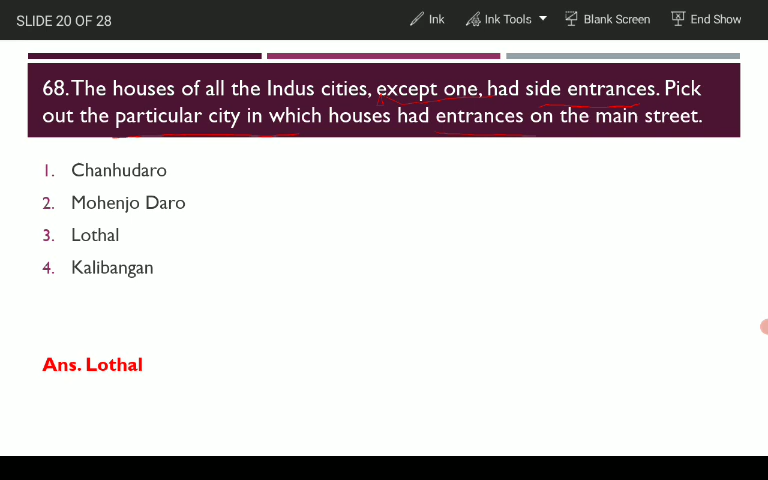 SLIDE 20 OF 28 Ink Ink Tools Blank Screen End Show
68. The houses of all the Indus cities, except one, had side entrances. Pick
out the particular city in which houses had entrances on the main street.
1. Chanhudaro
2. Mohenjo Daro
3. Lothal
4. Kalibangan
Ans. Lothal